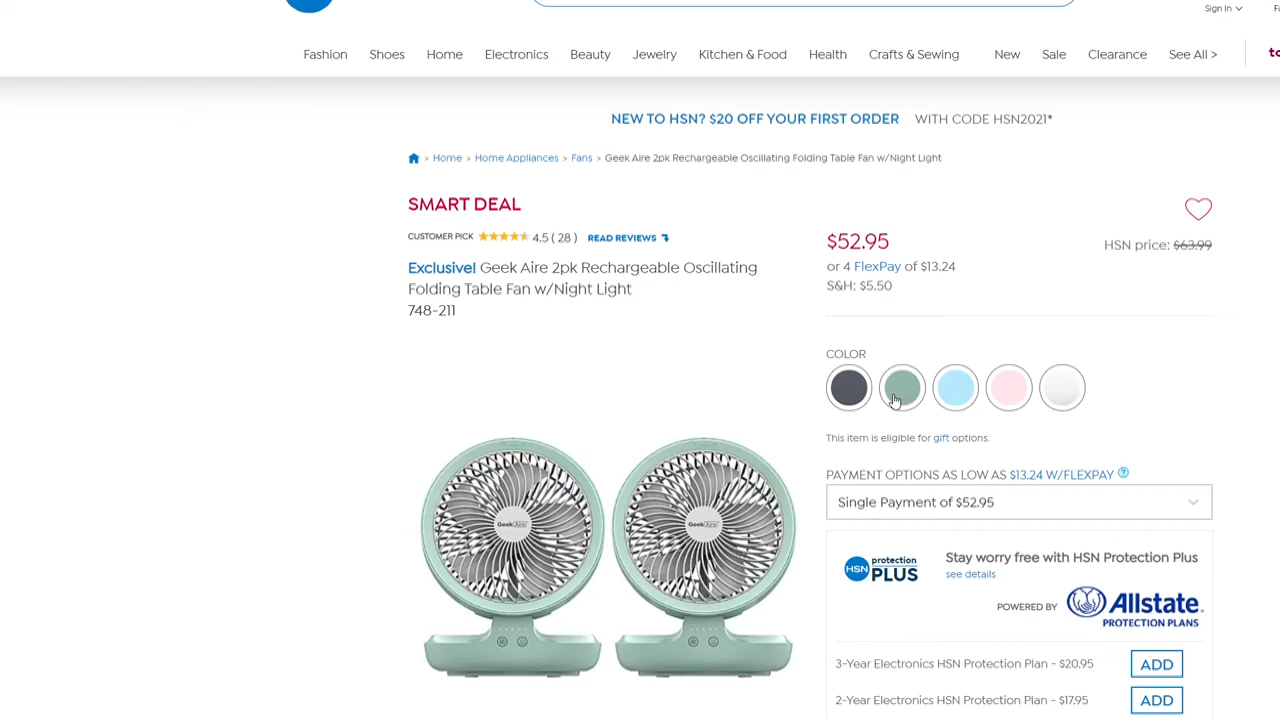 Sign In
Fashion Shoes Home Electronics Beauty Jewelry Kitchen & Food Health Crafts & Sewing New Sale Clearance See All >
NEW TO HSN? $20 OFF YOUR FIRST ORDER WITH CODE HSN2021*
> Home > Home Appliances > Fans > Geek Aire 2pk Rechargeable Oscillating Folding Table Fan w/Night Light
SMART DEAL
CUSTOMER PICK 4.5 ( 28 ) READ REVIEWS
Exclusive! Geek Aire 2pk Rechargeable Oscillating
Folding Table Fan w/Night Light
748-211
$52.95
HSN price: $63.99
or 4 FlexPay of $13.24
S&H: $5.50
COLOR
This item is eligible for gift options.
PAYMENT OPTIONS AS LOW AS $13.24 W/FLEXPAY ?
Single Payment of $52.95
HSN protection PLUS
Stay worry free with HSN Protection Plus
see details
POWERED BY Allstate.
PROTECTION PLANS
3-Year Electronics HSN Protection Plan - $20.95 ADD
2-Year Electronics HSN Protection Plan - $17.95 ADD
GeekAire GeekAire